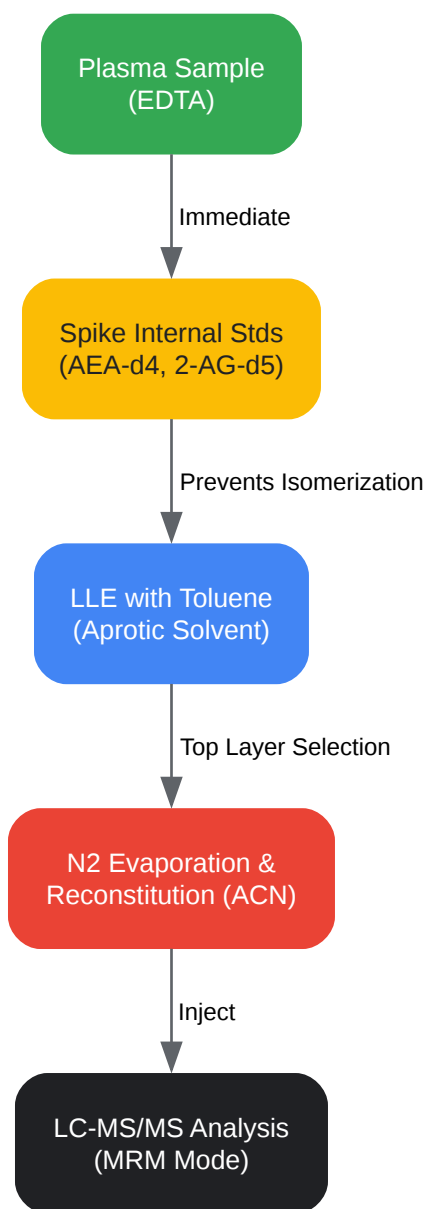 Plasma Sample
(EDTA)
Immediate
Spike Internal Stds
(AEA-d4, 2-AG-d5)
Prevents Isomerization
LLE with Toluene
(Aprotic Solvent)
Top Layer Selection
N2 Evaporation &
Reconstitution (ACN)
Inject
LC-MS/MS Analysis
(MRM Mode)